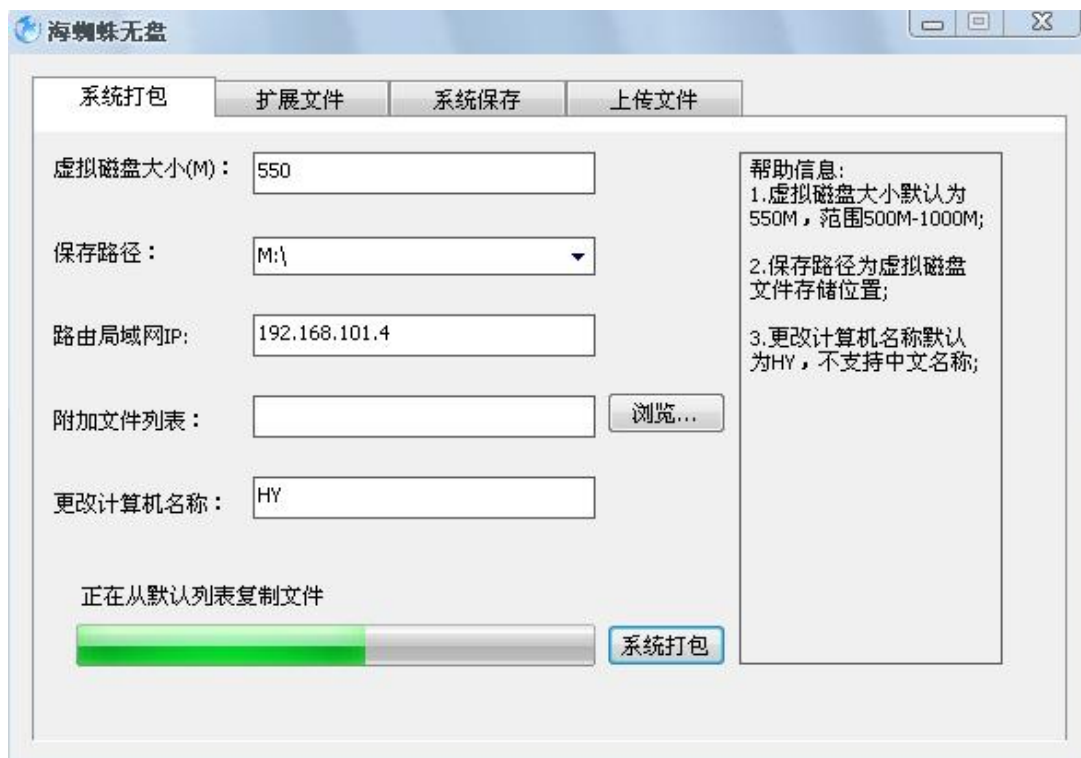 海蜘蛛无盘
系统打包 扩展文件 系统保存 上传文件
虚拟磁盘大小(M)： 550
保存路径： M:\
路由局域网IP: 192.168.101.4
附加文件列表： 浏览...
更改计算机名称： HY
正在从默认列表复制文件
系统打包
帮助信息:
1.虚拟磁盘大小默认为
550M，范围500M-1000M;
2.保存路径为虚拟磁盘
文件存储位置;
3.更改计算机名称默认
为HY，不支持中文名称;